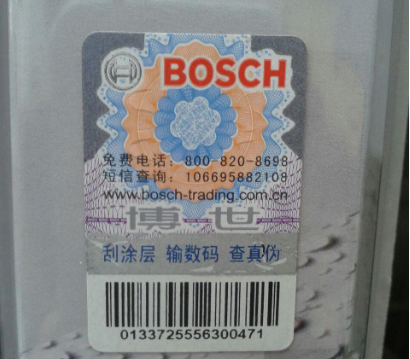 BOSCH
免费电话：800-820-8698
短信查询：106695882108
www.bosch-trading.com.cn
博世
刮涂层 输数码 查真伪
0133725556300471